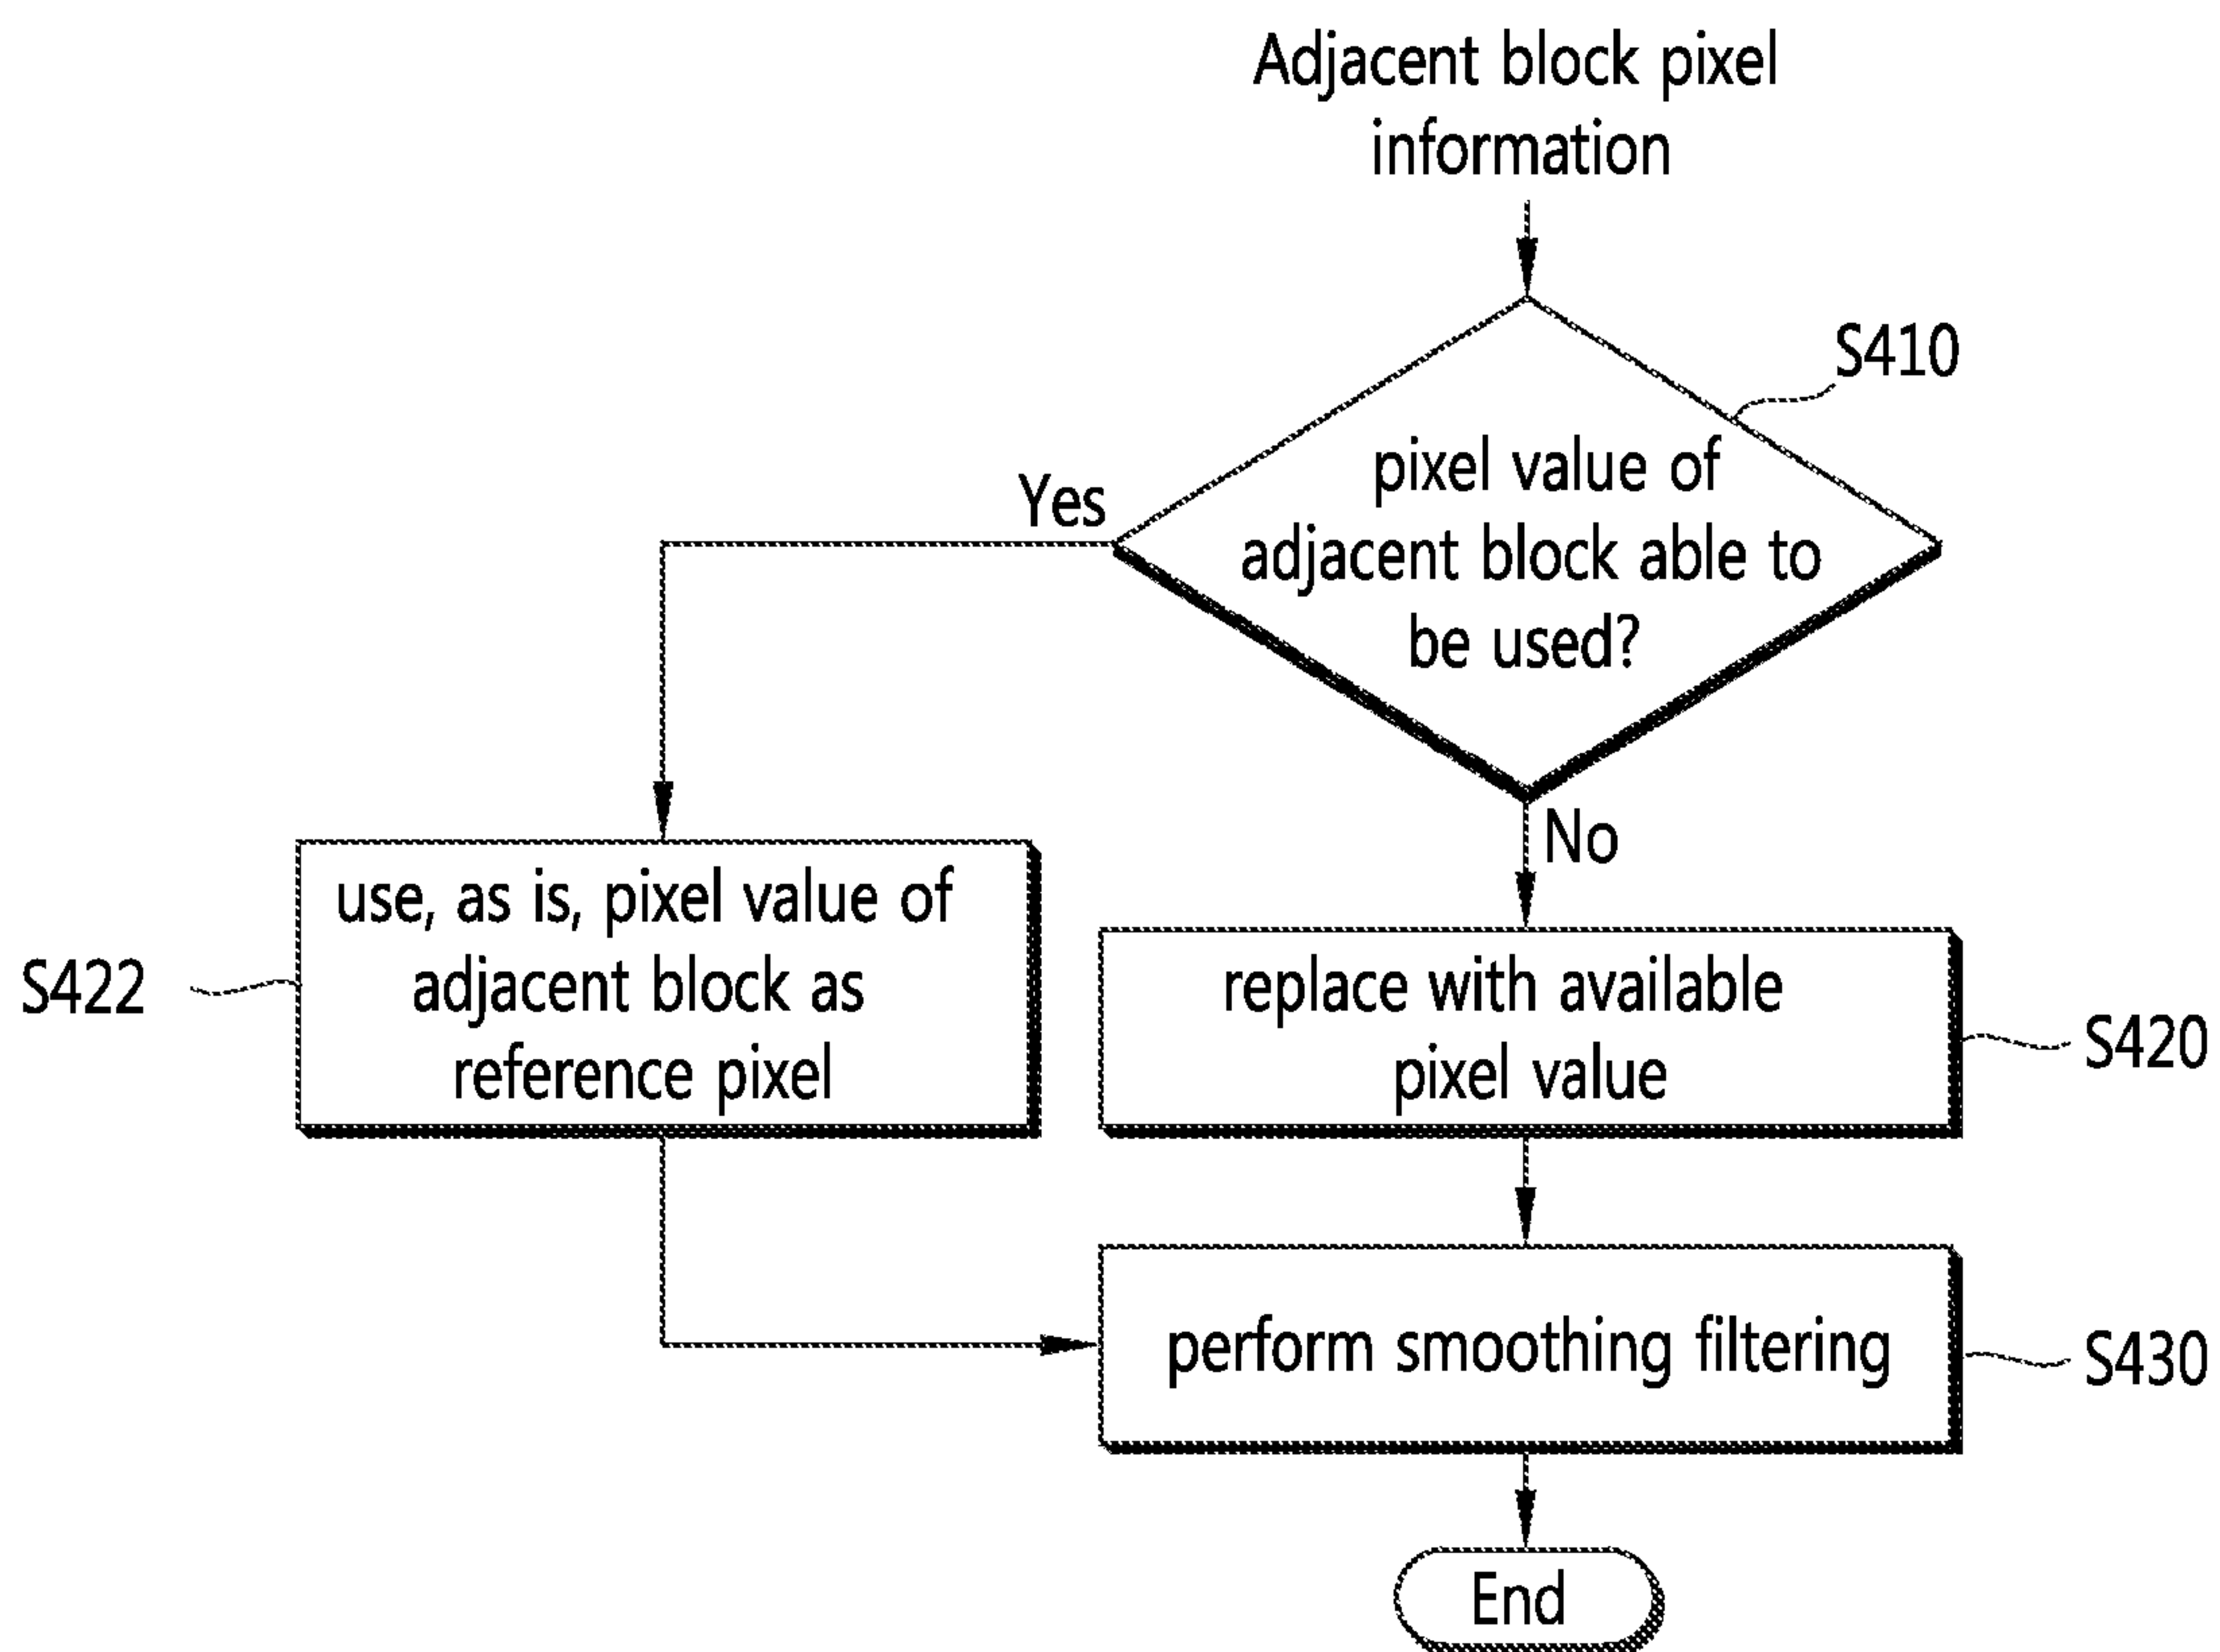 Adjacent block pixel
information
S410
pixel value of
adjacent block able to
be used?
Yes
No
use, as is, pixel value of
adjacent block as
reference pixel
S422
replace with available
pixel value
S420
perform smoothing filtering
S430
End